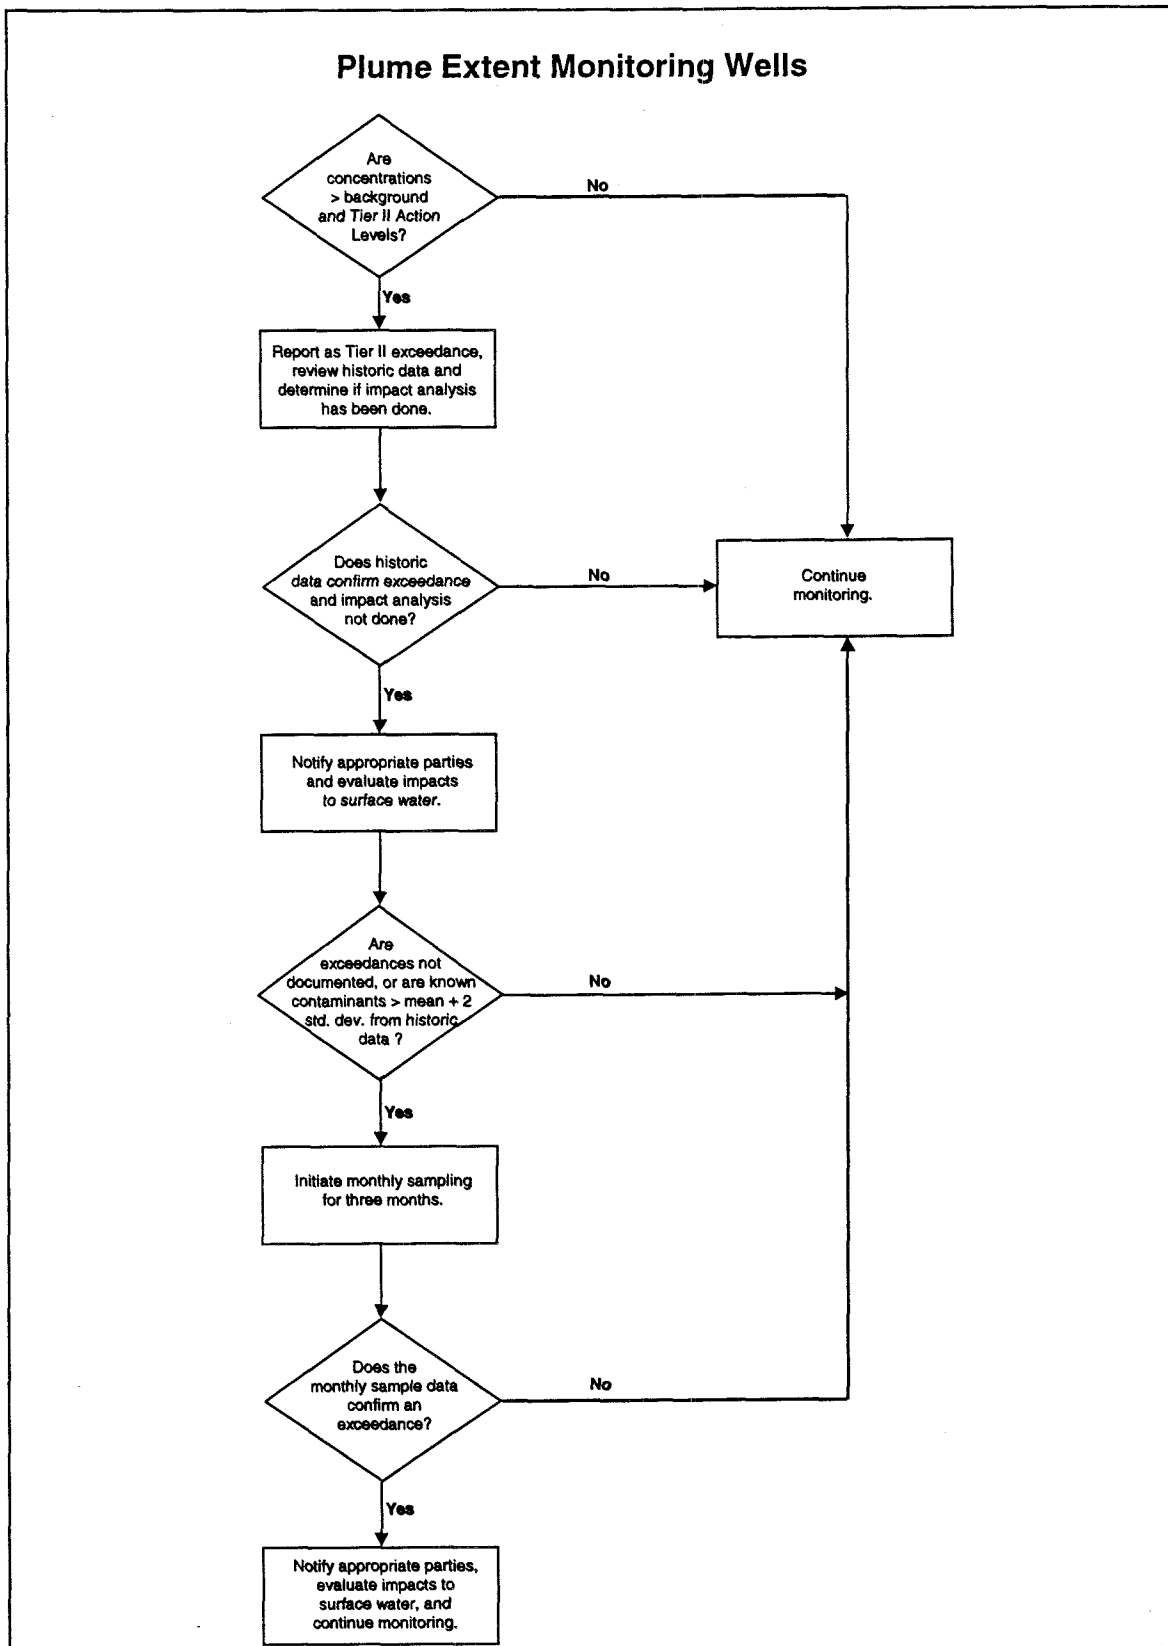 Plume Extent Monitoring Wells
Are
concentrations
> background
and Tier II Action
Levels?
No
Yes
Report as Tier II exceedance,
review historic data and
determine if impact analysis
has been done.
Does historic
data confirm exceedance
and impact analysis
not done?
No
Continue
monitoring.
Yes
Notify appropriate parties
and evaluate impacts
to surface water.
Are
exceedances not
documented, or are known
contaminants > mean + 2
std. dev. from historic
data ?
No
Yes
Initiate monthly sampling
for three months.
Does the
monthly sample data
confirm an
exceedance?
No
Yes
Notify appropriate parties,
evaluate impacts to
surface water, and
continue monitoring.